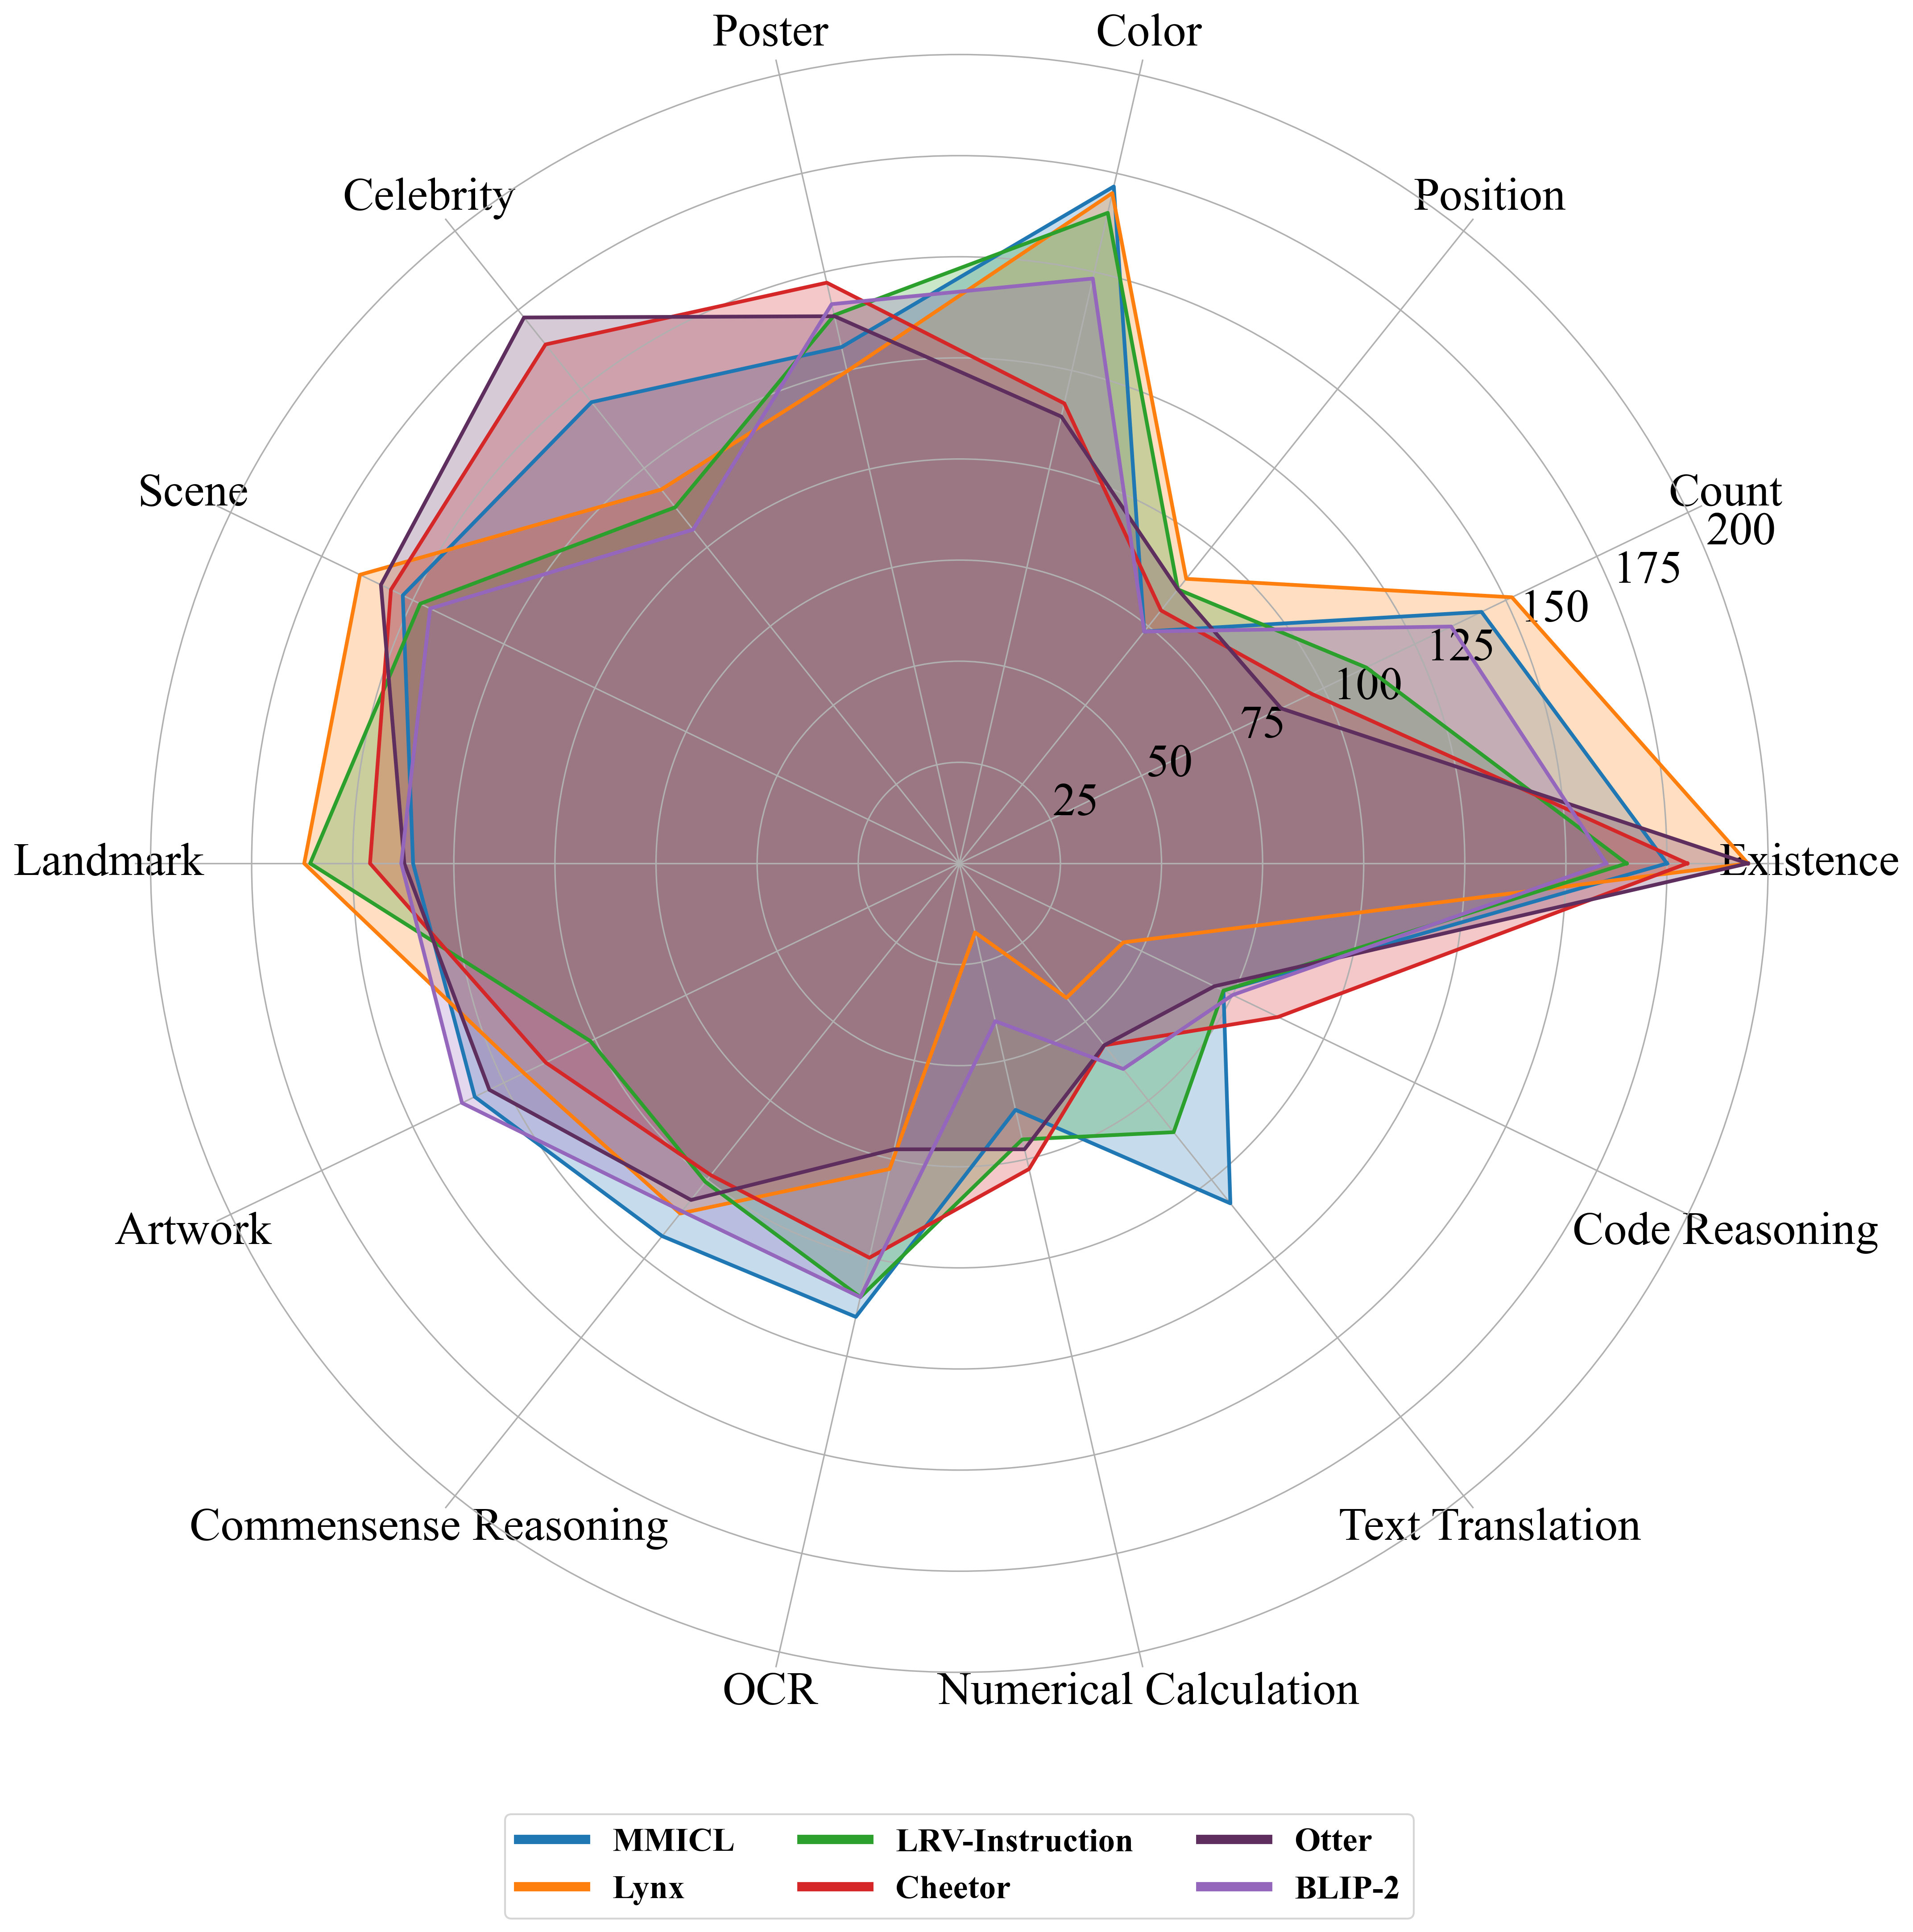 Poster
Color
Celebrity
Position
Scene
Count
200
175
150
125
100
75
50
25
Landmark
Existence
Artwork
Code Reasoning
Commensense Reasoning
Text Translation
OCR
Numerical Calculation
MMICL
LRV-Instruction
Otter
Lynx
Cheetor
BLIP-2